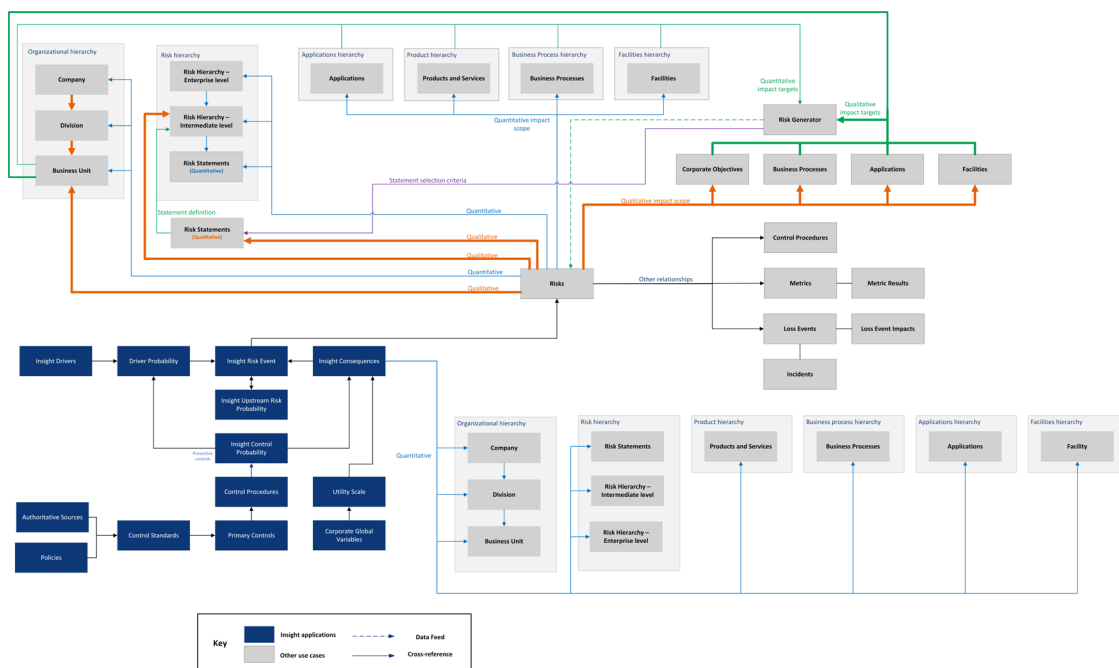 Organizational hierarchy
Company
Division
Business Unit
Risk hierarchy
Risk Hierarchy –
Enterprise level
Risk Hierarchy –
Intermediate level
Risk Statements
(Quantitative)
Statement definition
Risk Statements
(Qualitative)
Applications hierarchy
Applications
Product hierarchy
Products and Services
Business Process hierarchy
Business Processes
Facilities hierarchy
Facilities
Quantitative impact
scope
Quantitative
impact targets
Qualitative
impact targets
Risk Generator
Statement selection criteria
Corporate Objectives
Business Processes
Applications
Facilities
Qualitative impact scope
Quantitative
Qualitative
Qualitative
Quantitative
Qualitative
Risks
Other relationships
Control Procedures
Metrics
Metric Results
Loss Events
Loss Event Impacts
Incidents
Insight Drivers
Driver Probability
Insight Risk Event
Insight Consequences
Insight Upstream Risk
Probability
Preventive
controls
Insight Control
Probability
Control Procedures
Utility Scale
Authoritative Sources
Policies
Control Standards
Primary Controls
Corporate Global
Variables
Quantitative
Organizational hierarchy
Company
Division
Business Unit
Risk hierarchy
Risk Statements
Risk Hierarchy –
Intermediate level
Risk Hierarchy –
Enterprise level
Product hierarchy
Products and Services
Business process hierarchy
Business Processes
Applications hierarchy
Applications
Facilities hierarchy
Facility
Key
Insight applications
Data Feed
Other use cases
Cross-reference